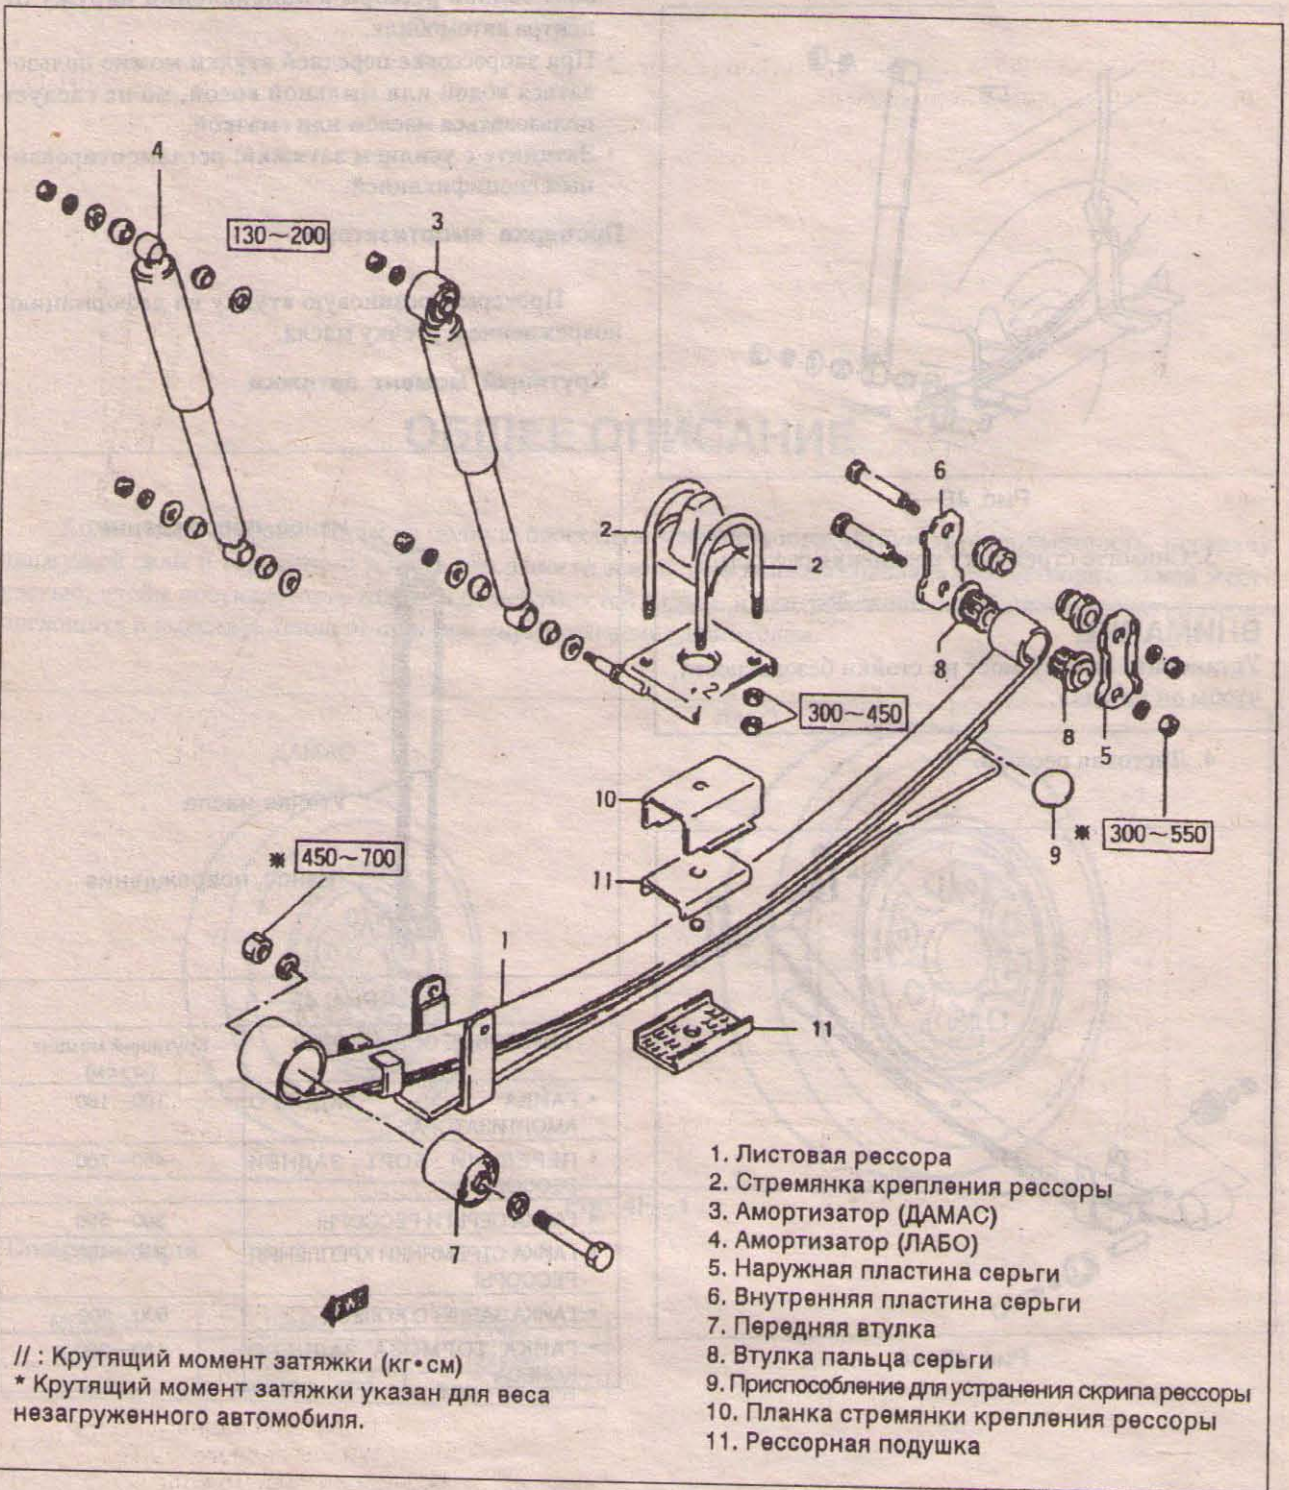 4
3
130~200
6
2
2
8
300~450
8
5
10
9
* 300~550
* 450~700
11
1
11
7
FWD
1. Листовая рессора
2. Стремянка крепления рессоры
3. Амортизатор (ДАМАС)
4. Амортизатор (ЛАБО)
5. Наружная пластина серьги
6. Внутренняя пластина серьги
7. Передняя втулка
8. Втулка пальца серьги
9. Приспособление для устранения скрипа рессоры
10. Планка стремянки крепления рессоры
11. Рессорная подушка
// : Крутящий момент затяжки (кг•см)
* Крутящий момент затяжки указан для веса
незагруженного автомобиля.